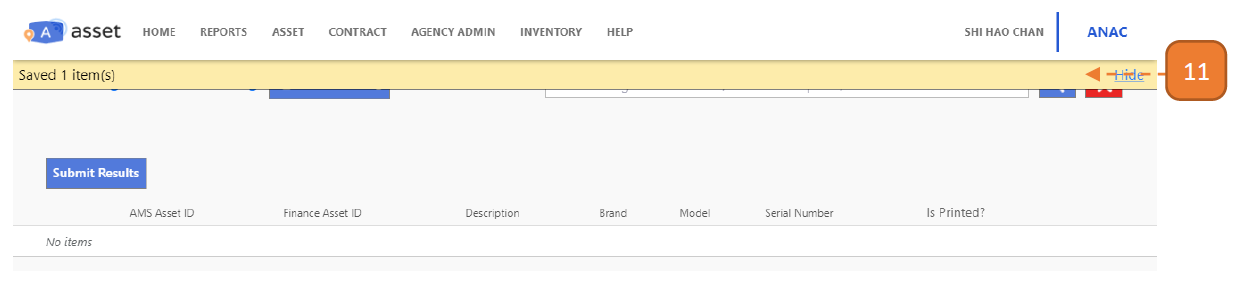 A asset HOME REPORTS ASSET CONTRACT AGENCY ADMIN INVENTORY HELP SHI HAO CHAN ANAC
Saved 1 item(s) Hide 11
Submit Results
AMS Asset ID Finance Asset ID Description Brand Model Serial Number Is Printed?
No items